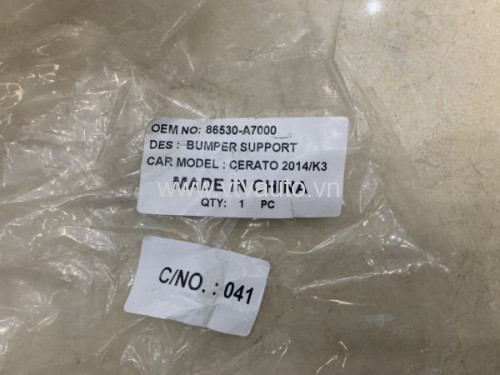 OEM NO: 86530-A7000
DES : BUMPER SUPPORT
CAR MODEL : CERATO 2014/K3
MADE IN CHINA
QTY: 1 PC
C/NO. : 041